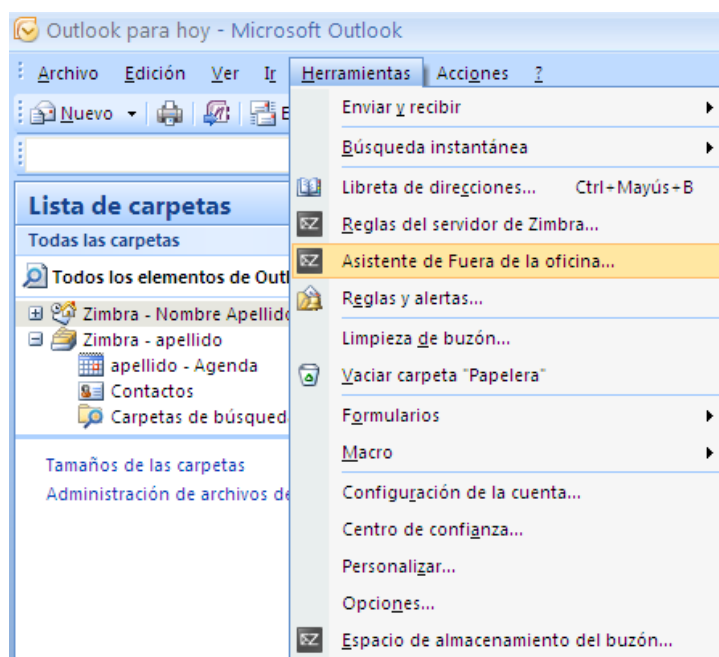 Outlook para hoy - Microsoft Outlook
Archivo Edición Ver Ir Herramientas Acciones ?
Nuevo
Enviar y recibir
Búsqueda instantánea
Libreta de direcciones... Ctrl+Mayús+B
Reglas del servidor de Zimbra...
Asistente de Fuera de la oficina...
Reglas y alertas...
Limpieza de buzón...
Vaciar carpeta "Papelera"
Formularios
Macro
Configuración de la cuenta...
Centro de confianza...
Personalizar...
Opciones...
Espacio de almacenamiento del buzón...
Lista de carpetas
Todas las carpetas
Todos los elementos de Outl
Zimbra - Nombre Apellido
Zimbra - apellido
apellido - Agenda
Contactos
Carpetas de búsqued
Tamaños de las carpetas
Administración de archivos de